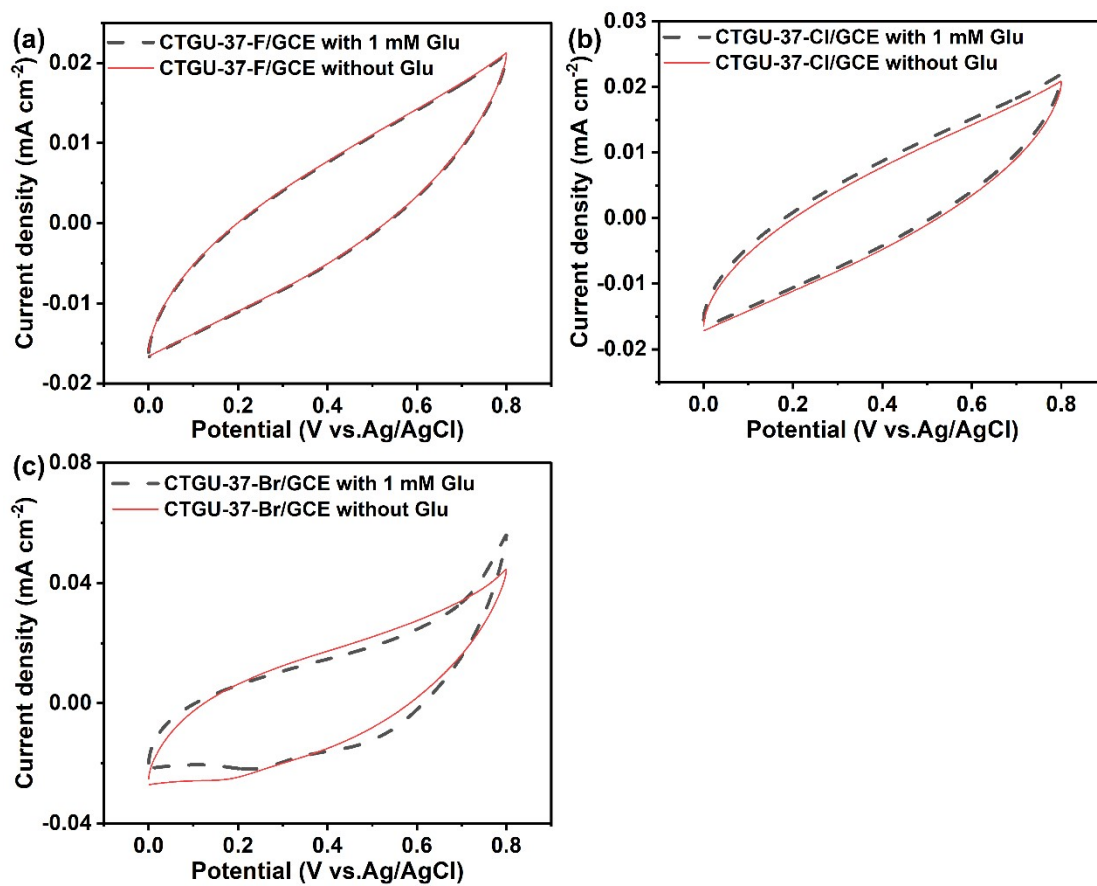 (a)
CTGU-37-F/GCE with 1 mM Glu
CTGU-37-F/GCE without Glu
0.02
0.01
0.00
-0.01
-0.02
Current density (mA cm⁻²)
0.0 0.2 0.4 0.6 0.8
Potential (V vs.Ag/AgCl)
(b)
CTGU-37-Cl/GCE with 1 mM Glu
CTGU-37-Cl/GCE without Glu
0.03
0.02
0.01
0.00
-0.01
-0.02
Current density (mA cm⁻²)
0.0 0.2 0.4 0.6 0.8
Potential (V vs.Ag/AgCl)
(c)
CTGU-37-Br/GCE with 1 mM Glu
CTGU-37-Br/GCE without Glu
0.08
0.04
0.00
-0.04
Current density (mA cm⁻²)
0.0 0.2 0.4 0.6 0.8
Potential (V vs.Ag/AgCl)